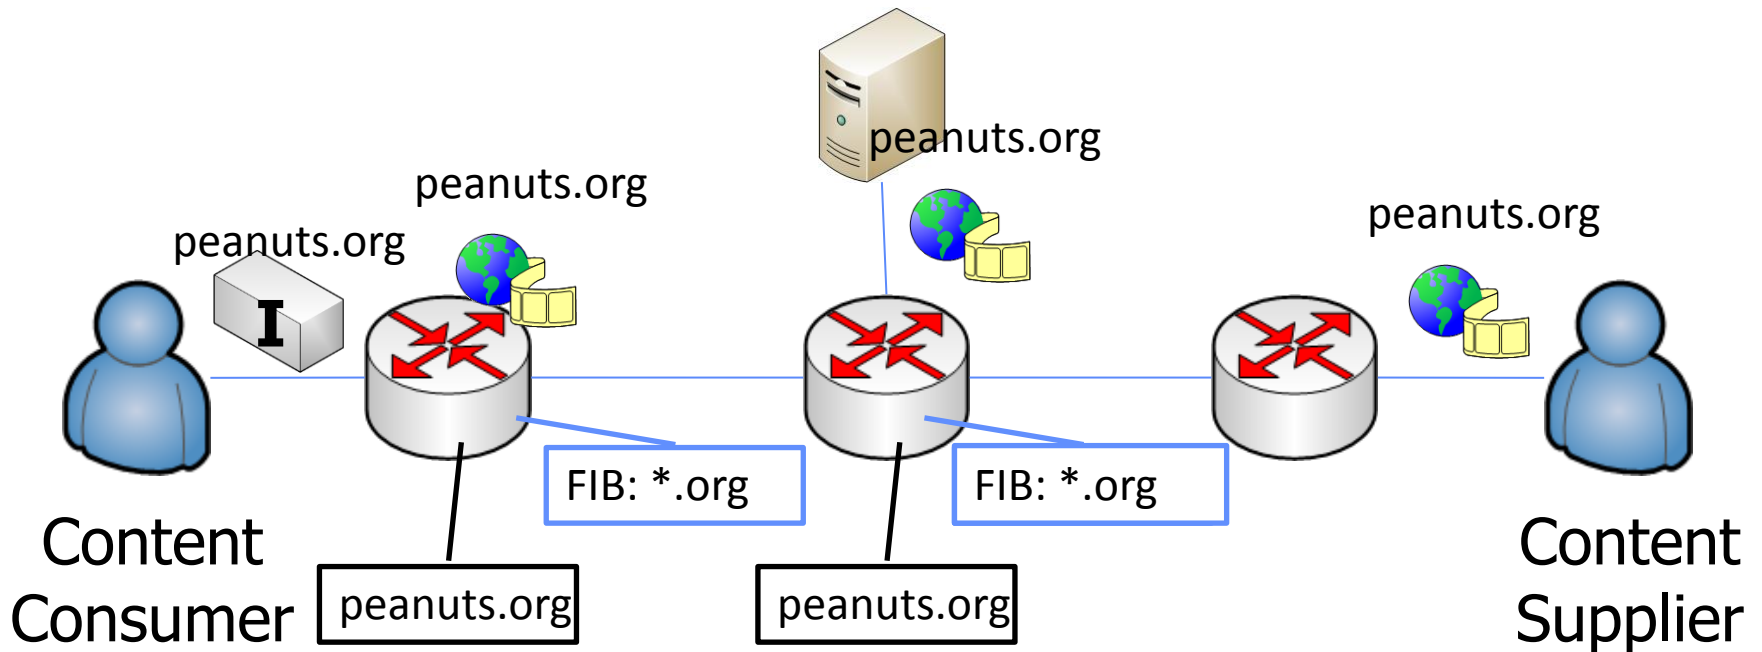 peanuts.org
peanuts.org
peanuts.org
peanuts.org
I
FIB: *.org
FIB: *.org
Content
Consumer
peanuts.org
peanuts.org
Content
Supplier